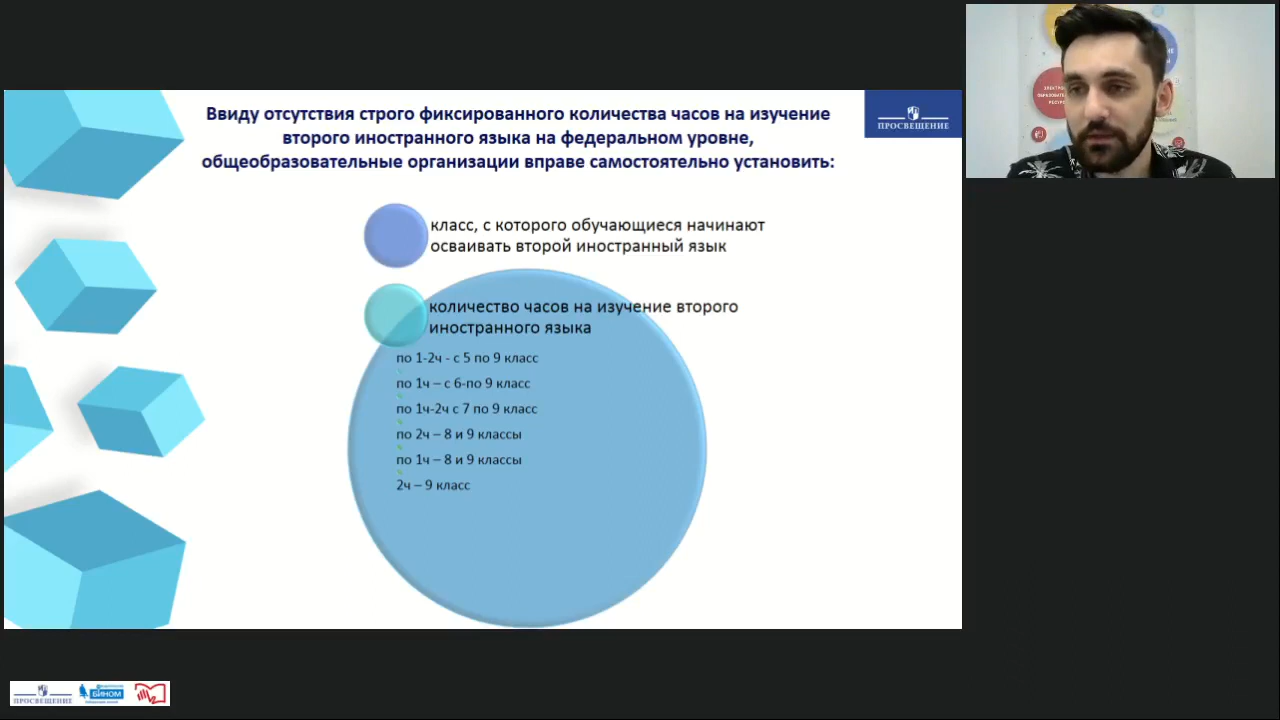 Ввиду отсутствия строго фиксированного количества часов на изучение
второго иностранного языка на федеральном уровне,
общеобразовательные организации вправе самостоятельно установить:
ПРОСВЕЩЕНИЕ
класс, с которого обучающиеся начинают
осваивать второй иностранный язык
количество часов на изучение второго
иностранного языка
по 1-2ч - с 5 по 9 класс
по 1ч – с 6-по 9 класс
по 1ч-2ч с 7 по 9 класс
по 2ч – 8 и 9 классы
по 1ч – 8 и 9 классы
2ч – 9 класс
ПРОСВЕЩЕНИЕ
БИНОМ